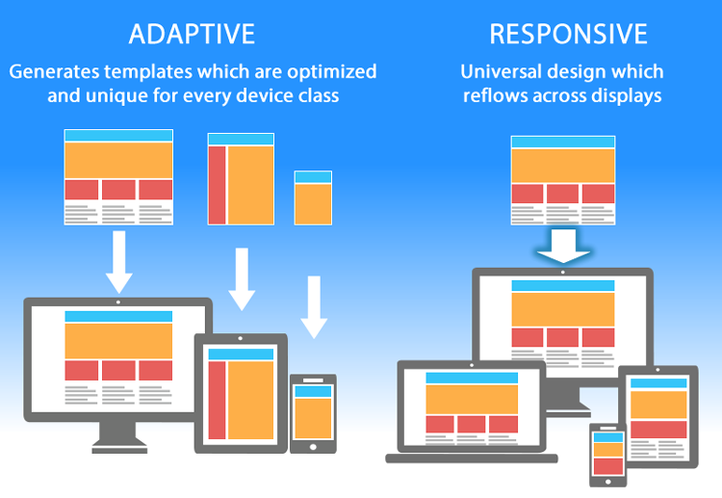 ADAPTIVE
Generates templates which are optimized
and unique for every device class
RESPONSIVE
Universal design which
reflows across displays